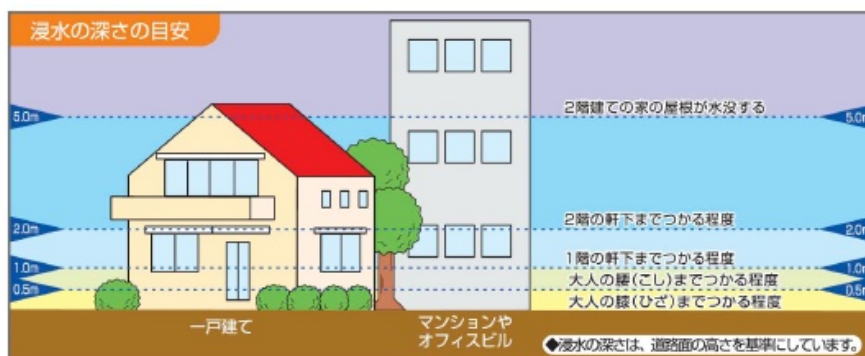 浸水の深さの目安
2階建ての家の屋根が水没する
5.0m
5.0m
2階の軒下までつかる程度
2.0m
2.0m
1階の軒下までつかる程度
1.0m
1.0m
大人の腰(こし)までつかる程度
0.5m
0.5m
大人の膝(ひざ)までつかる程度
一戸建て
マンションや
オフィスビル
◆浸水の深さは、道路面の高さを基準にしています。